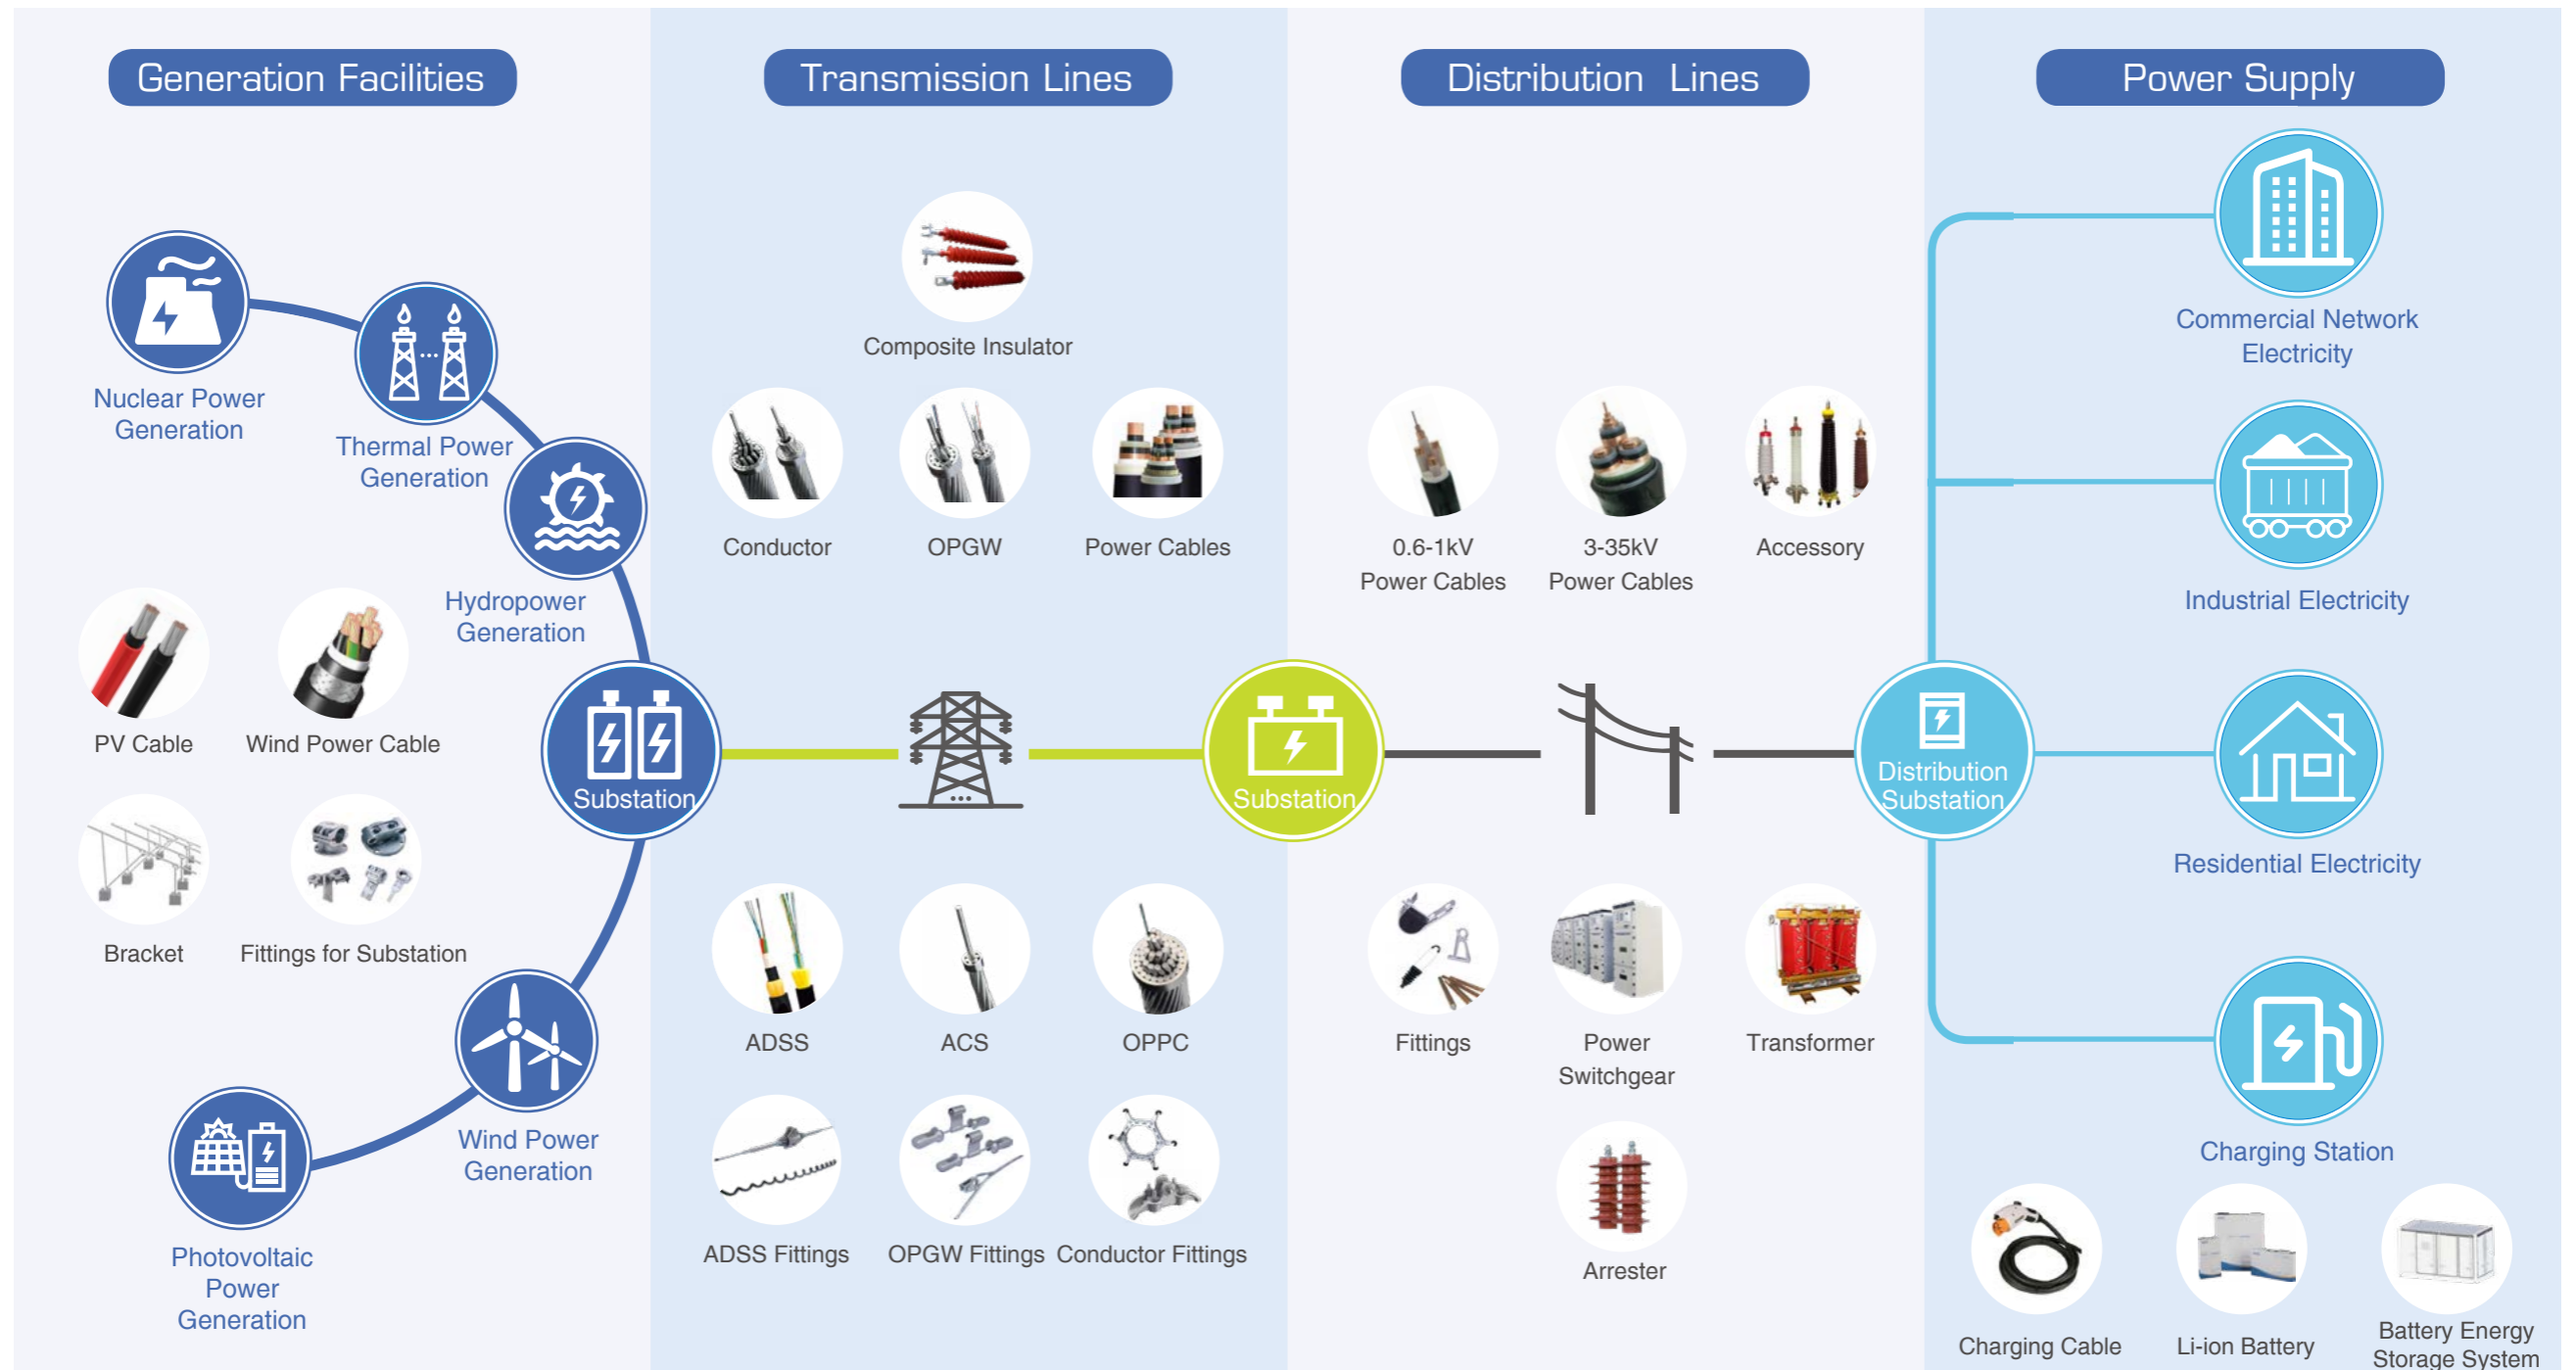 Generation Facilities
Nuclear Power
Generation
Thermal Power
Generation
Hydropower
Generation
PV Cable
Wind Power Cable
Substation
Bracket
Fittings for Substation
Wind Power
Generation
Photovoltaic
Power
Generation
Transmission Lines
Composite Insulator
Conductor
OPGW
Power Cables
ADSS
ACS
OPPC
ADSS Fittings
OPGW Fittings
Conductor Fittings
Substation
Distribution Lines
0.6-1kV
Power Cables
3-35kV
Power Cables
Accessory
Fittings
Power
Switchgear
Transformer
Arrester
Distribution
Substation
Power Supply
Commercial Network
Electricity
Industrial Electricity
Residential Electricity
Charging Station
Charging Cable
Li-ion Battery
Battery Energy
Storage System